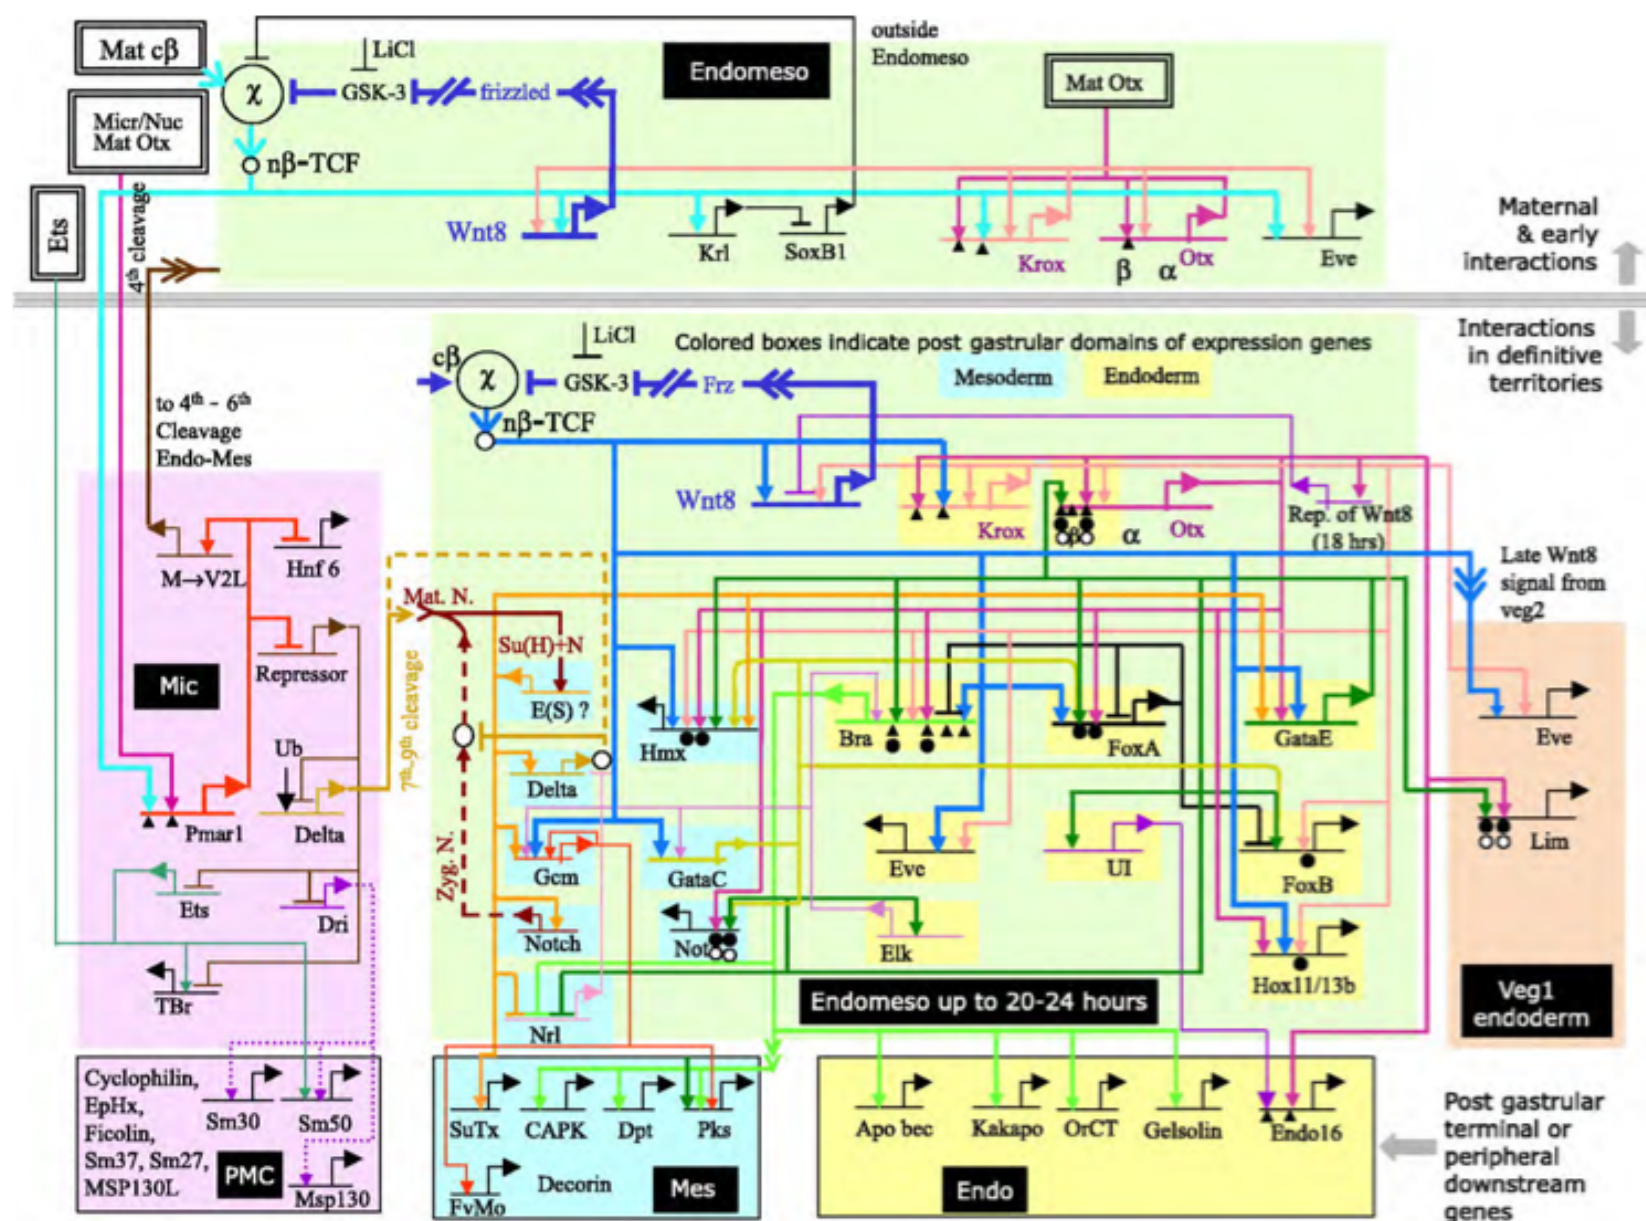 Mat cβ
LiCl
χ
GSK-3
frizzled
Endomeso
outside
Endomeso
Mat Otx
Micr/Nuc
Mat Otx
nβ-TCF
Ets
4th cleavage
Wnt8
Krl
SoxB1
Krox
β
α
Otx
Eve
Maternal
& early
interactions
Interactions
in definitive
territories
LiCl
Colored boxes indicate post gastrular domains of expression genes
cβ
χ
GSK-3
Frz
Mesoderm
Endoderm
nβ-TCF
to 4th - 6th
Cleavage
Endo-Mes
Wnt8
Krox
β
α
Otx
Rep. of Wnt8
(18 hrs)
Late Wnt8
signal from
veg2
M→V2L
Hnf 6
Mat. N.
Su(H)+N
Repressor
Mic
E(S) ?
7th-9th cleavage
Hmx
Bra
FoxA
GataE
Eve
Ub
Delta
Pmar1
Delta
Lim
Zyg. N.
Gcm
GataC
Eve
UI
FoxB
Ets
Dri
Notch
Not
Elk
Hox11/13b
TBr
Nrl
Endomeso up to 20-24 hours
Veg1
endoderm
Cyclophilin,
EpHx,
Ficolin,
Sm37, Sm27,
MSP130L
Sm30
Sm50
PMC
Msp130
SuTx
CAPK
Dpt
Pks
FvMo
Decorin
Mes
Apo bec
Kakapo
OrCT
Gelsolin
Endo16
Endo
Post gastrular
terminal or
peripheral
downstream
genes